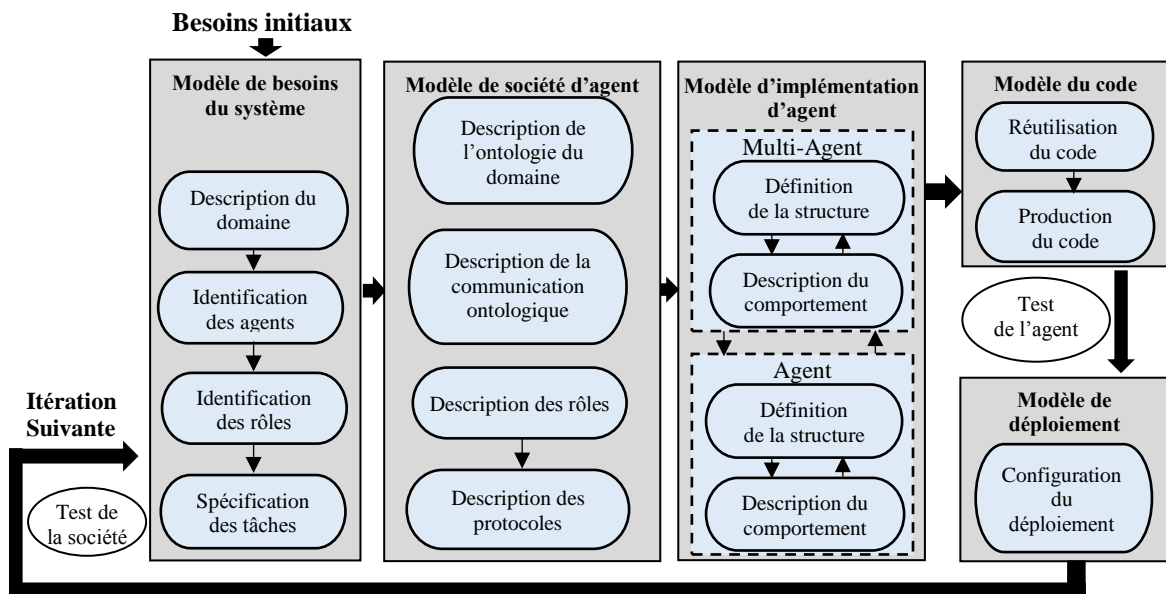 Besoins initiaux
Modèle de besoins
du système
Description du
domaine
Identification
des agents
Identification
des rôles
Spécification
des tâches
Modèle de société d'agent
Description de
l'ontologie du
domaine
Description de la
communication
ontologique
Description des rôles
Description des
protocoles
Modèle d'implémentation
d'agent
Multi-Agent
Définition
de la structure
Description du
comportement
Agent
Définition
de la structure
Description du
comportement
Modèle du code
Réutilisation
du code
Production
du code
Test
de l'agent
Modèle de
déploiement
Configuration
du
déploiement
Itération
Suivante
Test de
la société